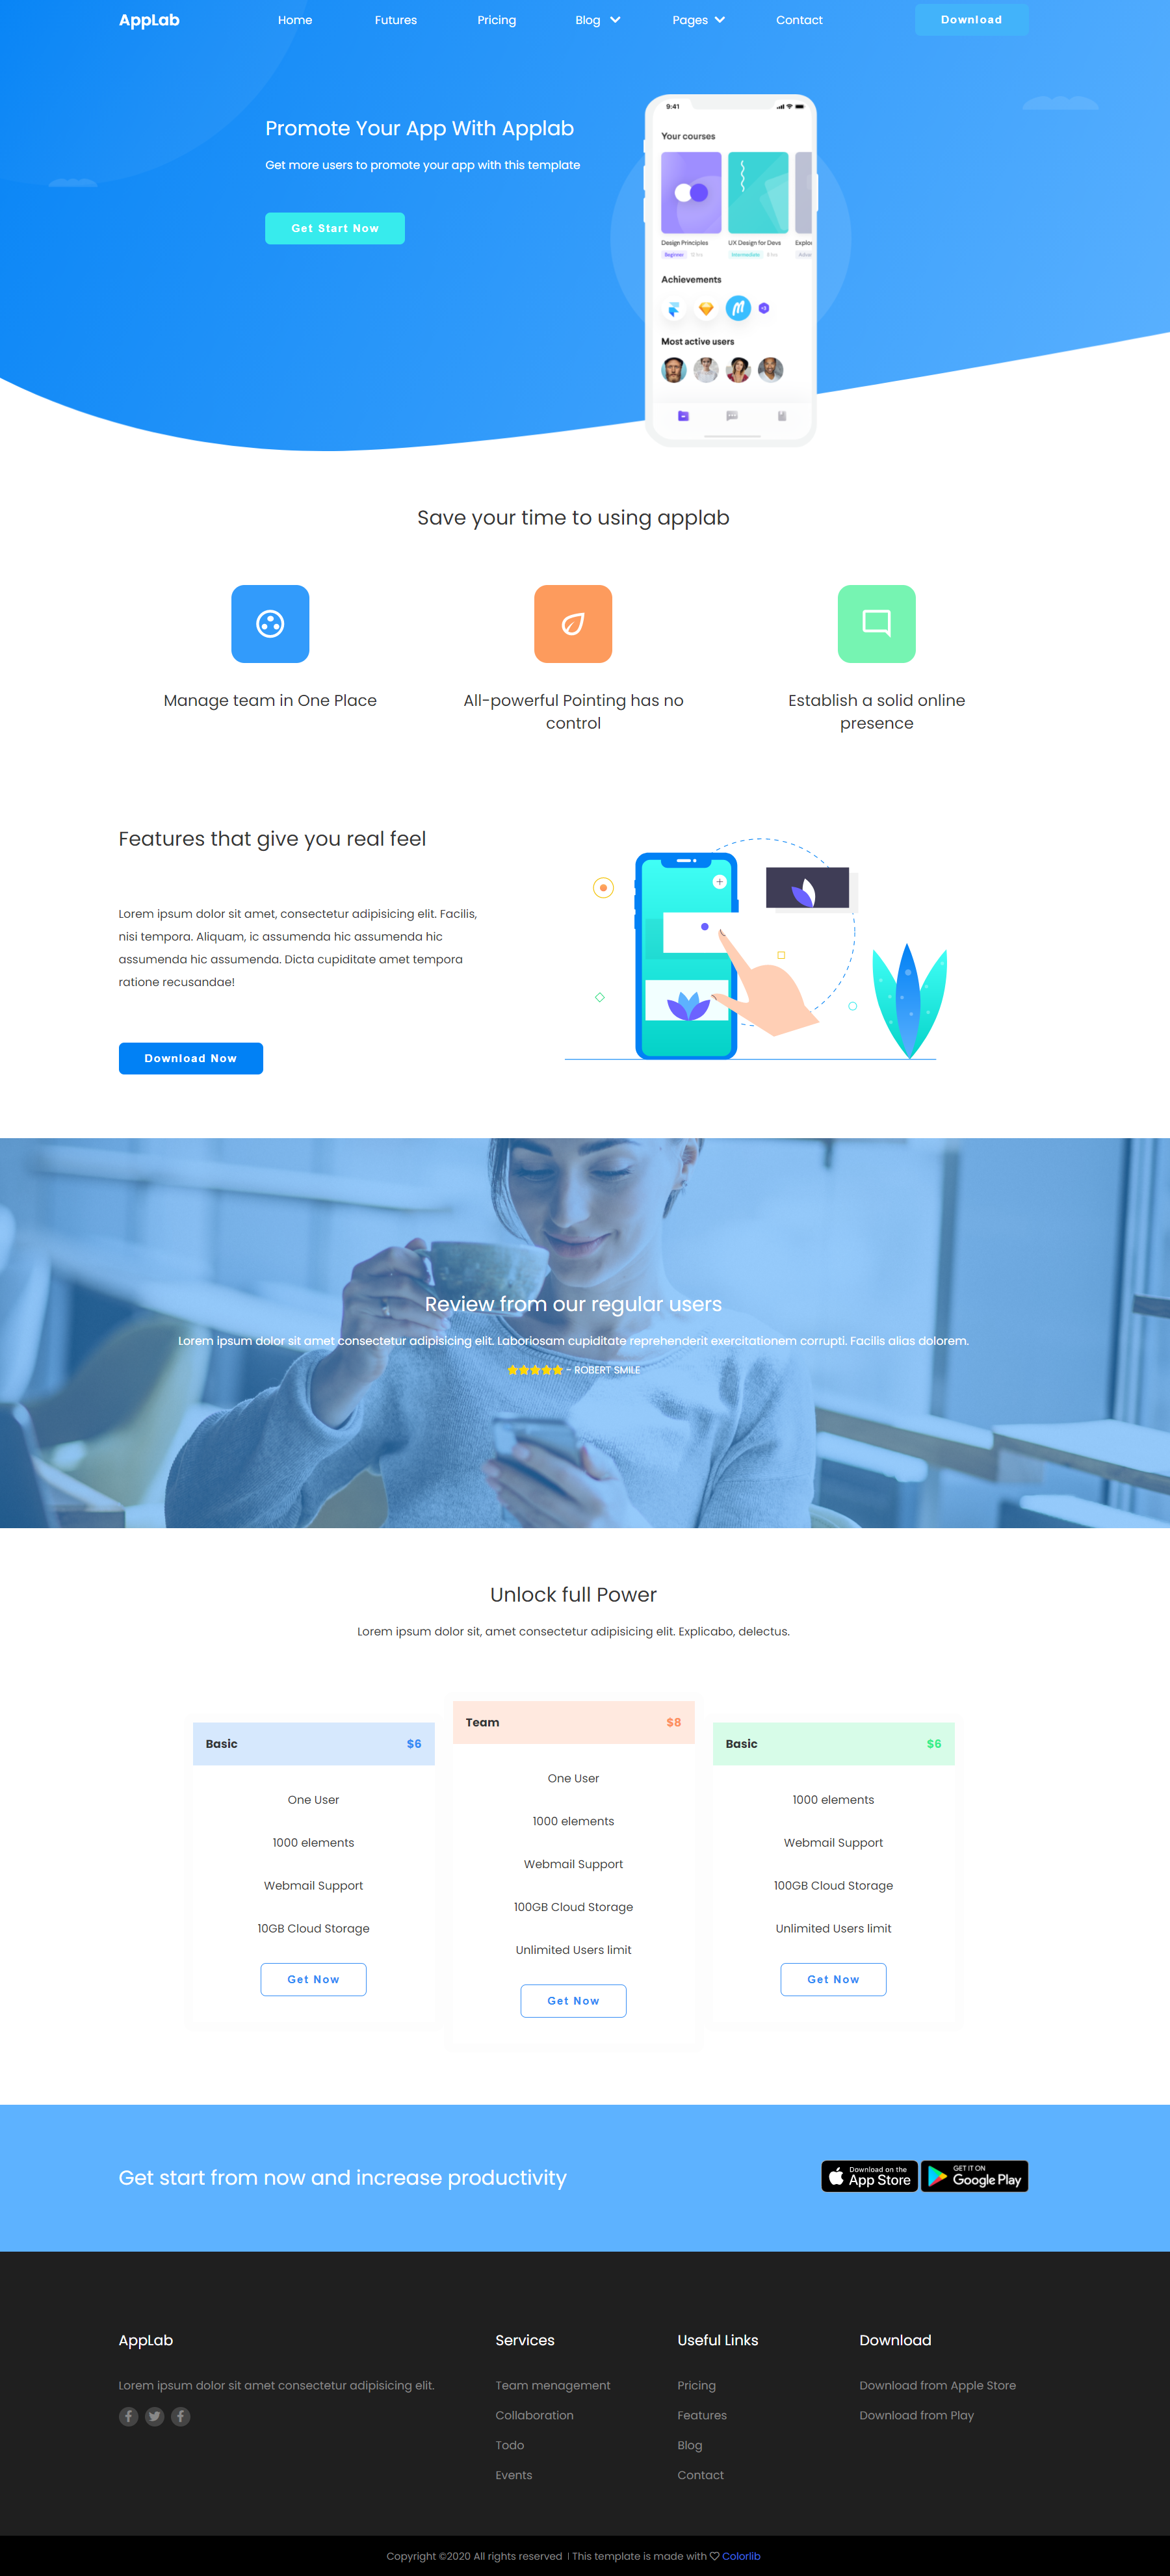 AppLab
Home
Futures
Pricing
Blog
Pages
Contact
Download
Promote Your App With Applab
Get more users to promote your app with this template
Get Start Now
9:41
Your courses
Design Principles
UX Design for Devs
Explo
Beginner
Intermediate
Achievements
Most active users
Save your time to using applab
Manage team in One Place
All-powerful Pointing has no
control
Establish a solid online
presence
Features that give you real feel
Lorem ipsum dolor sit amet, consectetur adipisicing elit. Facilis,
nisi tempora. Aliquam, ic assumenda hic assumenda hic
assumenda hic assumenda. Dicta cupiditate amet tempora
ratione recusandae!
Download Now
Review from our regular users
Lorem ipsum dolor sit amet consectetur adipisicing elit. Laboriosam cupiditate reprehenderit exercitationem corrupti. Facilis alias dolorem.
- ROBERT SMILE
Unlock full Power
Lorem ipsum dolor sit, amet consectetur adipisicing elit. Explicabo, delectus.
Basic $6
One User
1000 elements
Webmail Support
10GB Cloud Storage
Get Now
Team $8
One User
1000 elements
Webmail Support
100GB Cloud Storage
Unlimited Users limit
Get Now
Basic $6
1000 elements
Webmail Support
100GB Cloud Storage
Unlimited Users limit
Get Now
Get start from now and increase productivity
Download on the
App Store
GET IT ON
Google Play
AppLab
Lorem ipsum dolor sit amet consectetur adipisicing elit.
Services
Team menagement
Collaboration
Todo
Events
Useful Links
Pricing
Features
Blog
Contact
Download
Download from Apple Store
Download from Play
Copyright ©2020 All rights reserved | This template is made with ♡ Colorlib